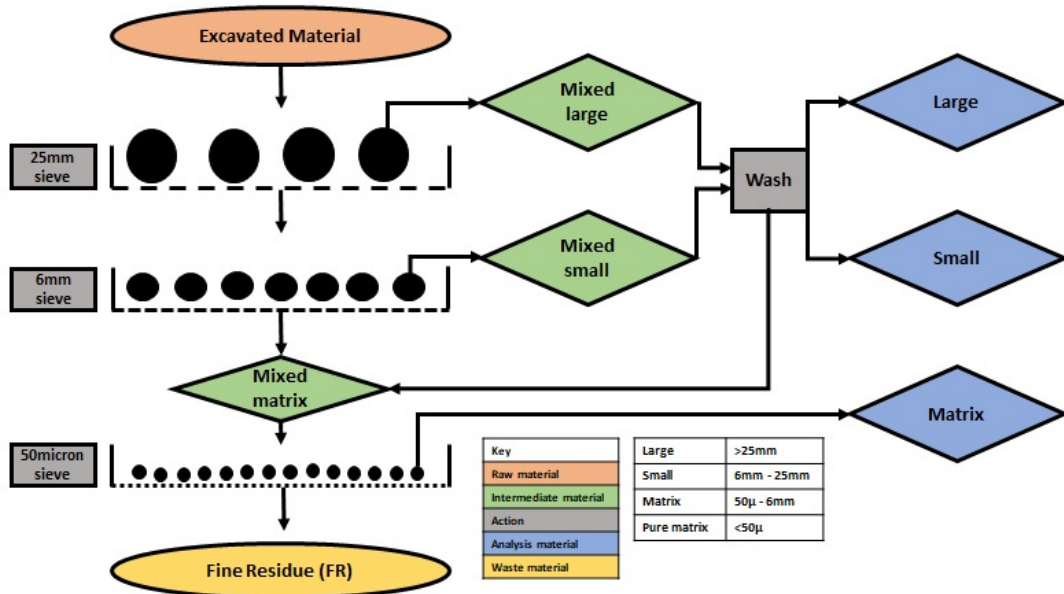 Excavated Material
25mm
sieve
Mixed
large
Large
Wash
6mm
sieve
Mixed
small
Small
Mixed
matrix
Matrix
50micron
sieve
Fine Residue (FR)
Key
Raw material
Intermediate material
Action
Analysis material
Waste material
Large >25mm
Small 6mm - 25mm
Matrix 50µ - 6mm
Pure matrix <50µ